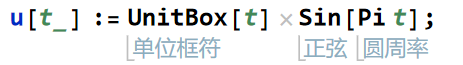 u[t_] := UnitBox[t] × Sin[Pi t];
单位框符 正弦 圆周率